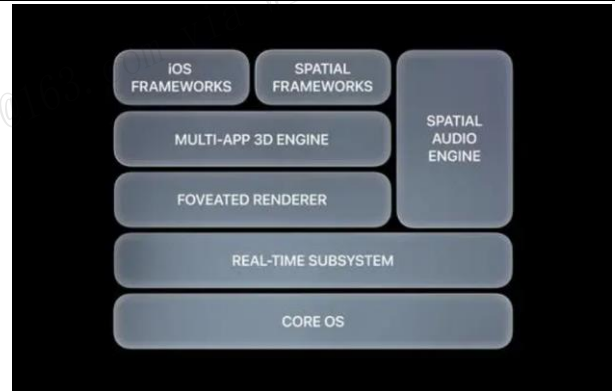 iOS
FRAMEWORKS
SPATIAL
FRAMEWORKS
SPATIAL
AUDIO
ENGINE
MULTI-APP 3D ENGINE
FOVEATED RENDERER
REAL-TIME SUBSYSTEM
CORE OS